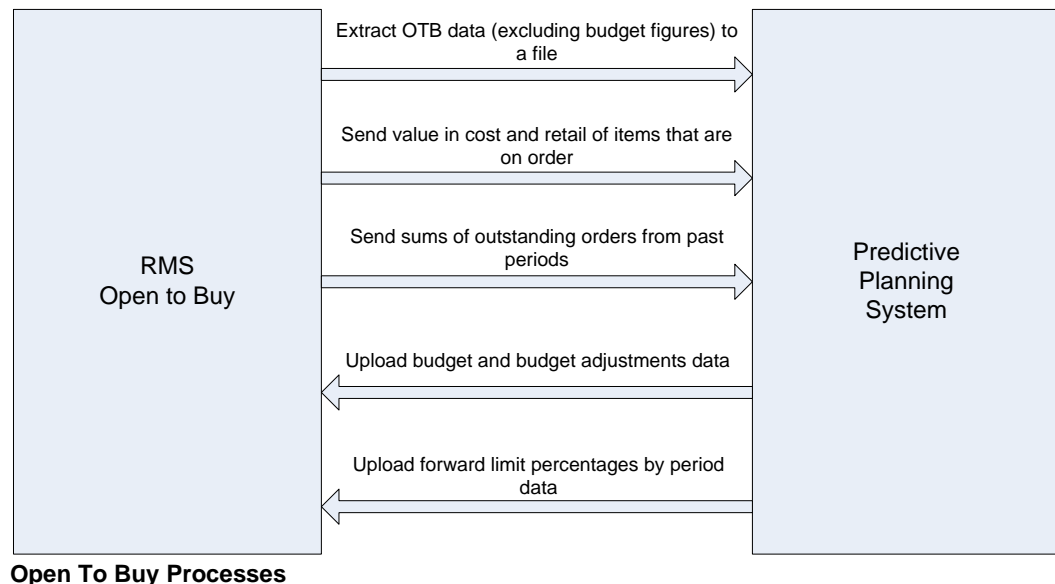 Extract OTB data (excluding budget figures) to
a file
Send value in cost and retail of items that are
on order
Send sums of outstanding orders from past
periods
RMS
Open to Buy
Predictive
Planning
System
Upload budget and budget adjustments data
Upload forward limit percentages by period
data
Open To Buy Processes